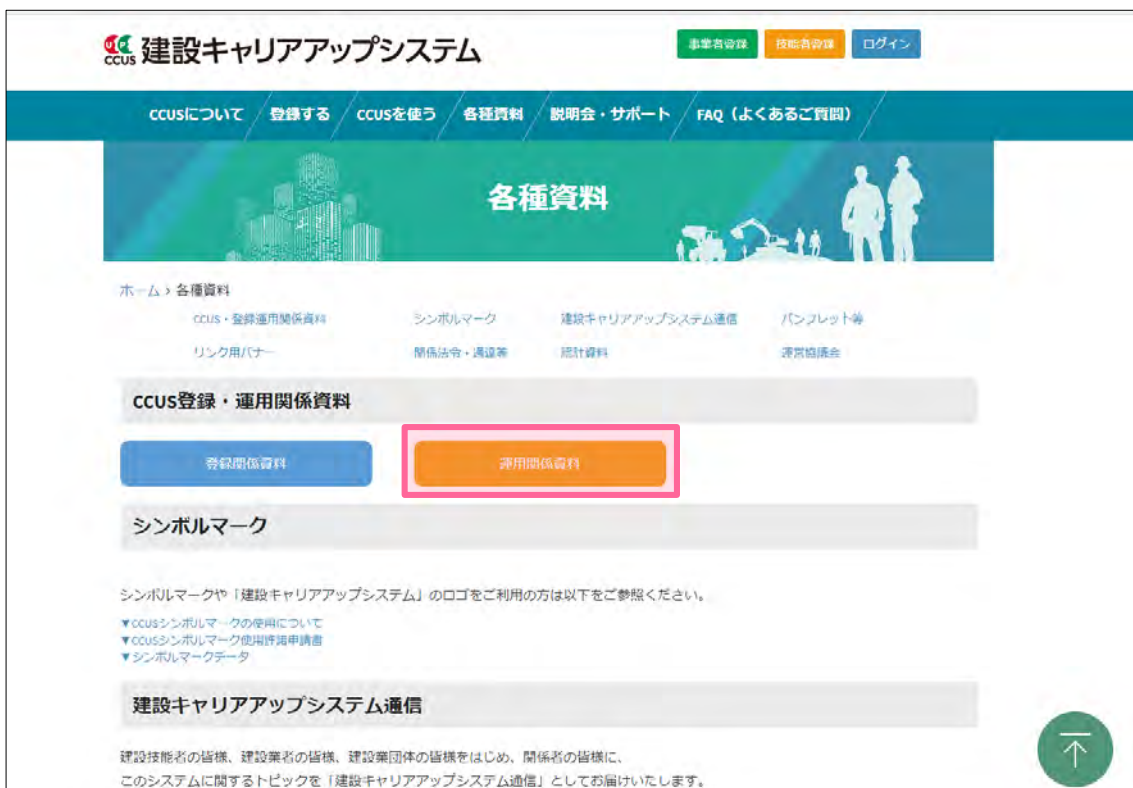 CCUS 建設キャリアアップシステム
事業者登録 技能者登録 ログイン
CCUSについて 登録する CCUSを使う 各種資料 説明会・サポート FAQ（よくあるご質問）
各種資料
ホーム › 各種資料
CCUS・登録運用関係資料 シンボルマーク 建設キャリアアップシステム通信 パンフレット等
リンク用バナー 関係法令・通達等 統計資料 運営協議会
CCUS登録・運用関係資料
登録関係資料 運用関係資料
シンボルマーク
シンボルマークや「建設キャリアアップシステム」のロゴをご利用の方は以下をご参照ください。
▼CCUSシンボルマークの使用について
▼CCUSシンボルマーク使用許諾申請書
▼シンボルマークデータ
建設キャリアアップシステム通信
建設技能者の皆様、建設業者の皆様、建設業団体の皆様をはじめ、関係者の皆様に、
このシステムに関するトピックを「建設キャリアアップシステム通信」としてお届けいたします。